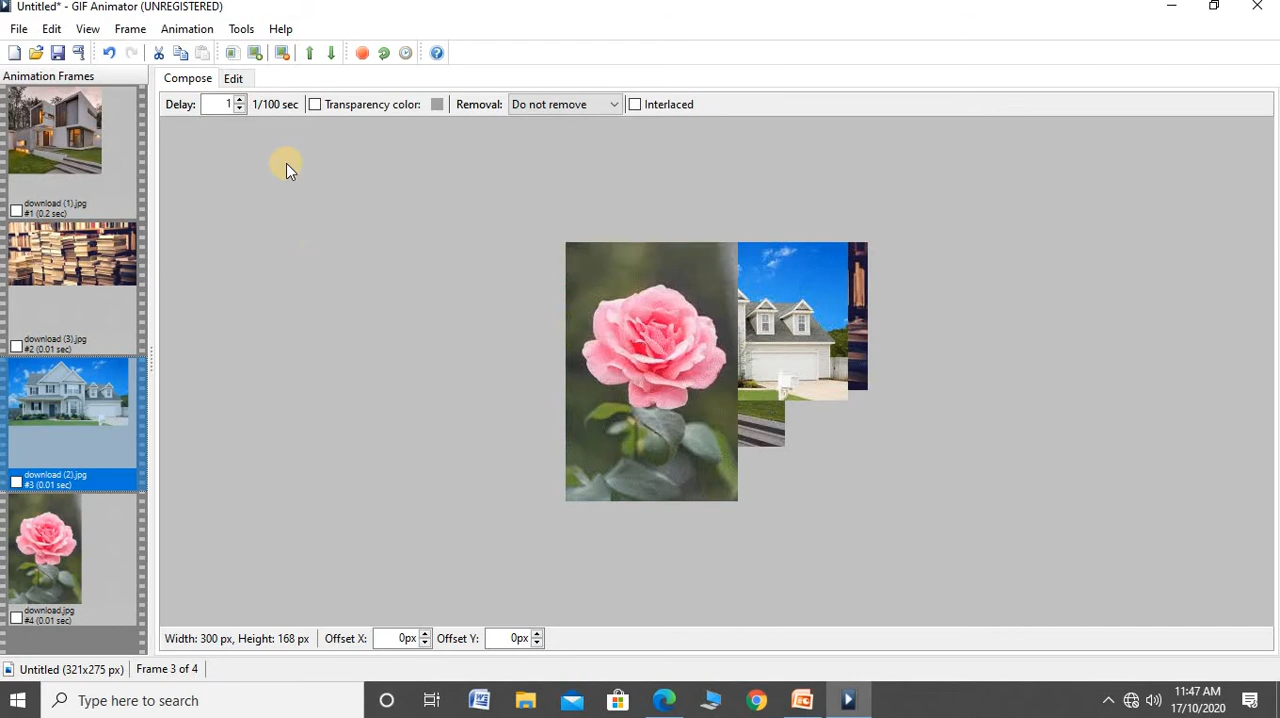 Untitled* - GIF Animator (UNREGISTERED)
File Edit View Frame Animation Tools Help
Animation Frames
Compose Edit
Delay: 1 1/100 sec Transparency color: Removal: Do not remove Interlaced
download (1).jpg
#1 (0.2 sec)
download (3).jpg
#2 (0.01 sec)
download (2).jpg
#3 (0.01 sec)
download.jpg
#4 (0.01 sec)
Width: 300 px, Height: 168 px Offset X: 0px Offset Y: 0px
Untitled (321x275 px) Frame 3 of 4
Type here to search
11:47 AM
17/10/2020